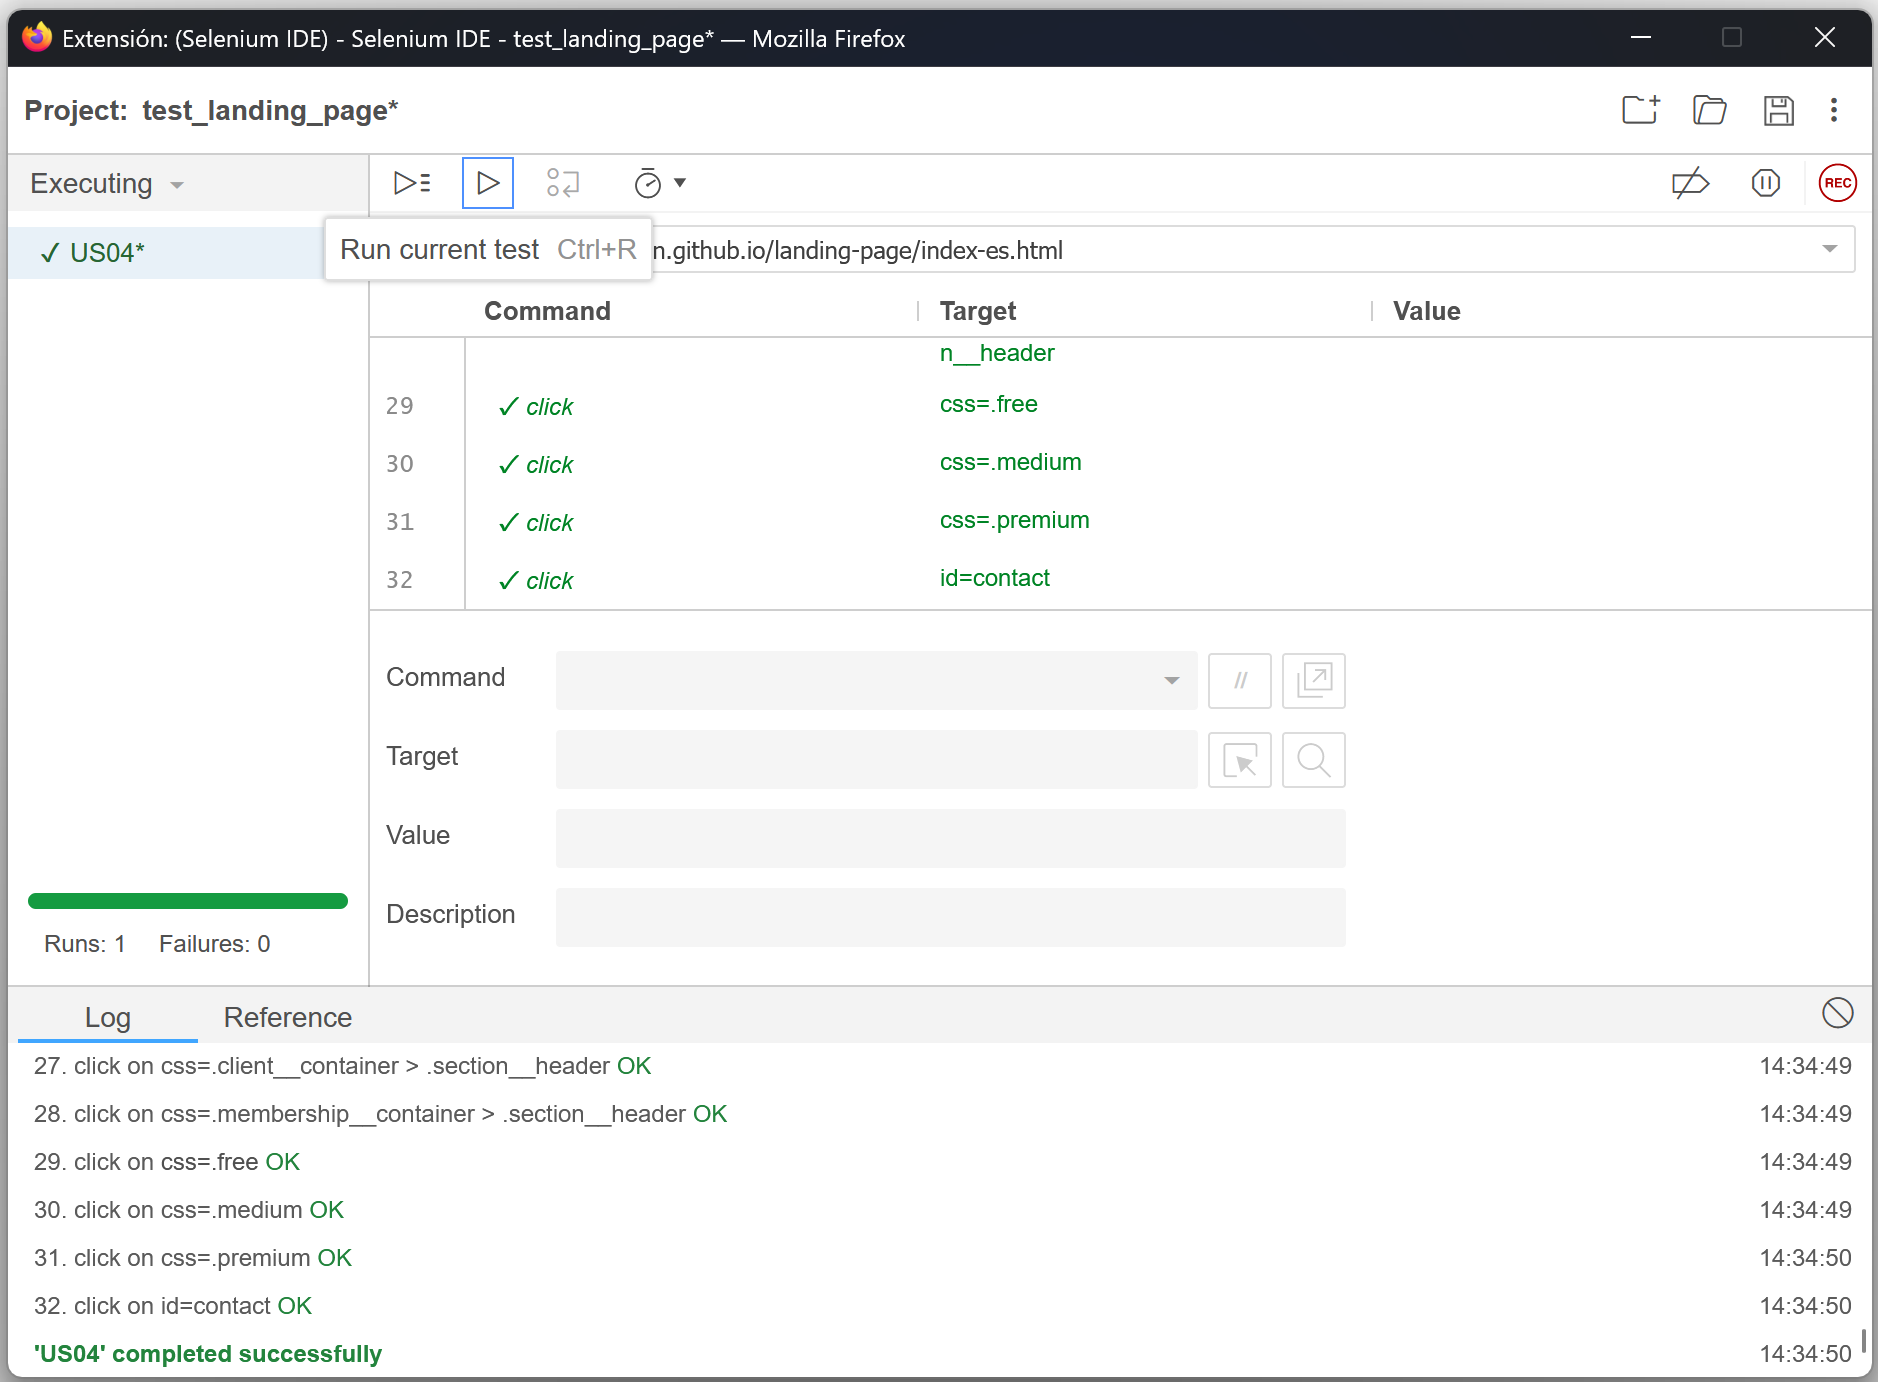 Extensión: (Selenium IDE) - Selenium IDE - test_landing_page* — Mozilla Firefox
Project: test_landing_page*
Executing
REC
✓ US04*
Run current test Ctrl+R
n.github.io/landing-page/index-es.html
Command Target Value
n__header
29 ✓ click css=.free
30 ✓ click css=.medium
31 ✓ click css=.premium
32 ✓ click id=contact
Command //
Target
Value
Description
Runs: 1 Failures: 0
Log Reference
27. click on css=.client__container > .section__header OK 14:34:49
28. click on css=.membership__container > .section__header OK 14:34:49
29. click on css=.free OK 14:34:49
30. click on css=.medium OK 14:34:49
31. click on css=.premium OK 14:34:50
32. click on id=contact OK 14:34:50
'US04' completed successfully 14:34:50